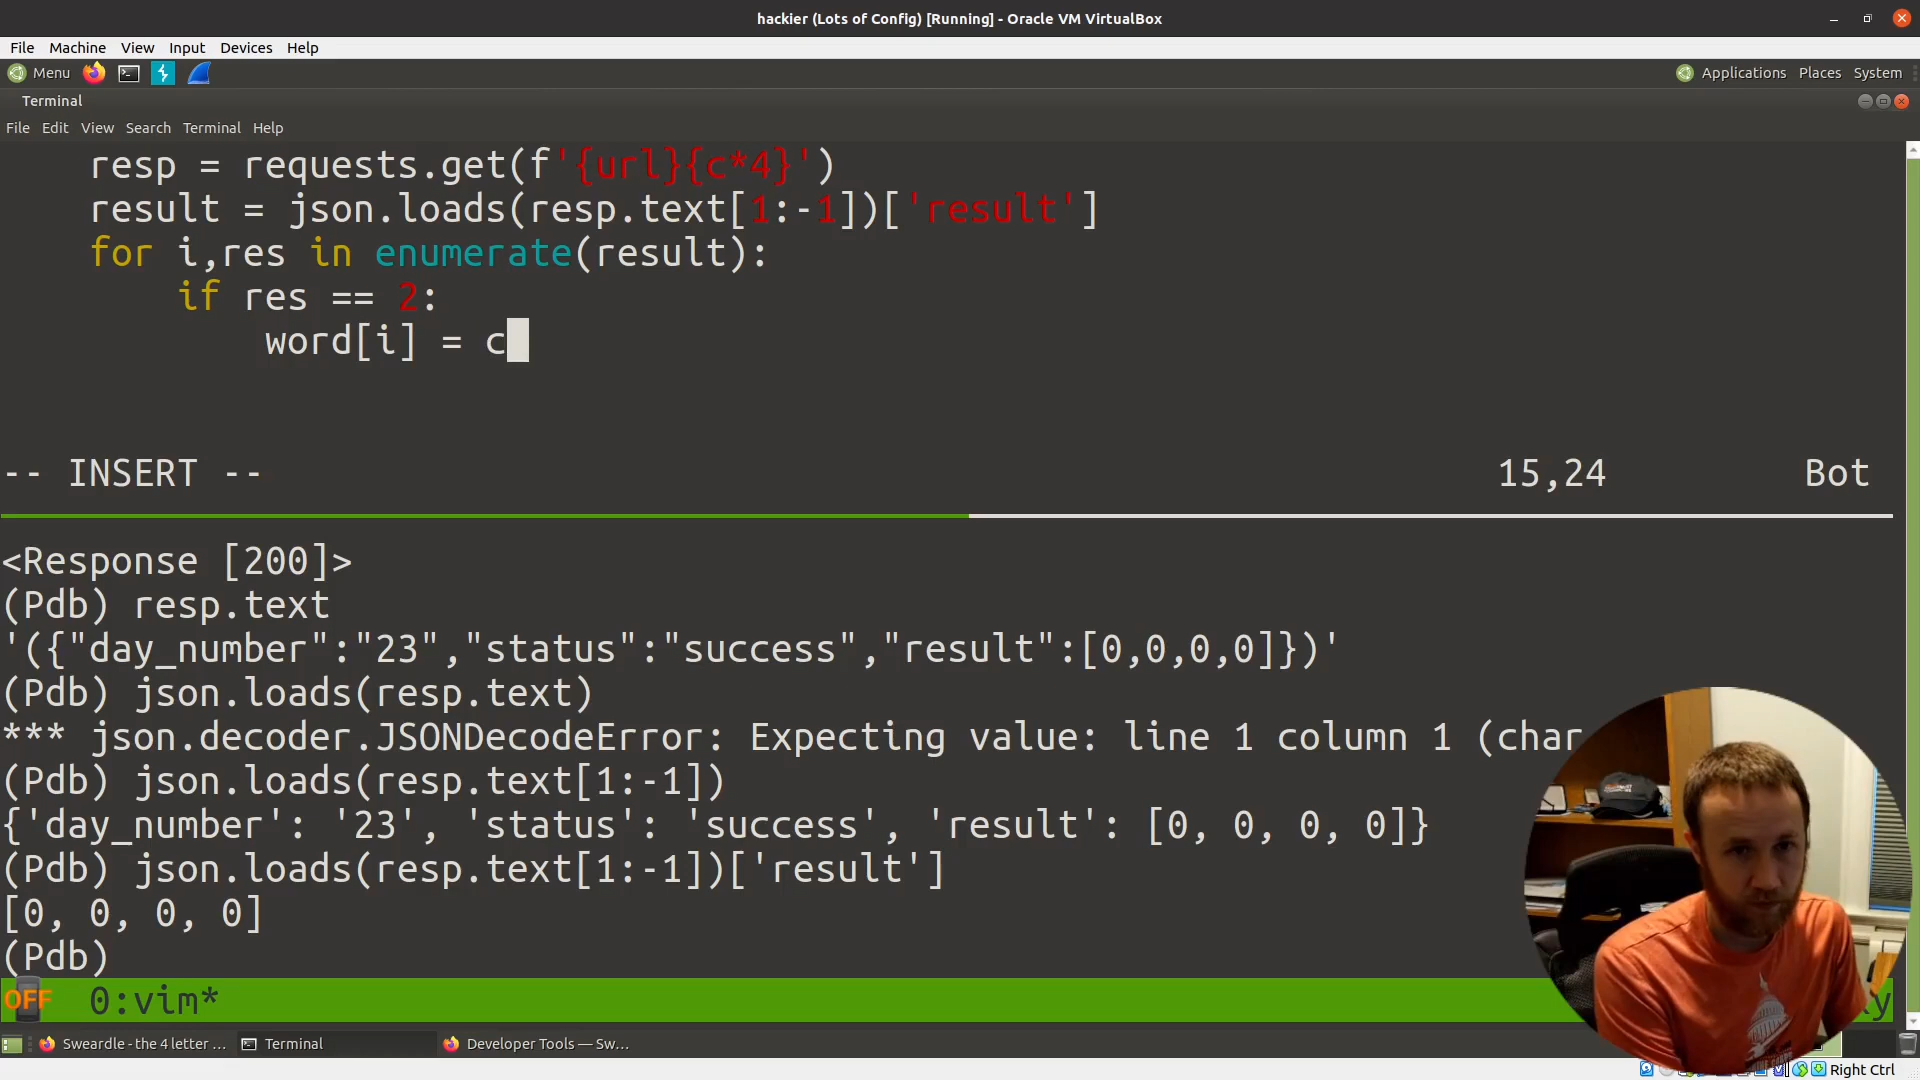 hackier (Lots of Config) [Running] - Oracle VM VirtualBox
File Machine View Input Devices Help
Menu Applications Places System
Terminal
File Edit View Search Terminal Help
resp = requests.get(f'{url}{c*4}')
result = json.loads(resp.text[1:-1])['result']
for i,res in enumerate(result):
if res == 2:
word[i] = c
-- INSERT -- 15,24 Bot
<Response [200]>
(Pdb) resp.text
'({"day_number":"23","status":"success","result":[0,0,0,0]})'
(Pdb) json.loads(resp.text)
*** json.decoder.JSONDecodeError: Expecting value: line 1 column 1 (char
(Pdb) json.loads(resp.text[1:-1])
{'day_number': '23', 'status': 'success', 'result': [0, 0, 0, 0]}
(Pdb) json.loads(resp.text[1:-1])['result']
[0, 0, 0, 0]
(Pdb)
OFF 0:vim*
Sweardle - the 4 letter ... Terminal Developer Tools — Sw...
Right Ctrl